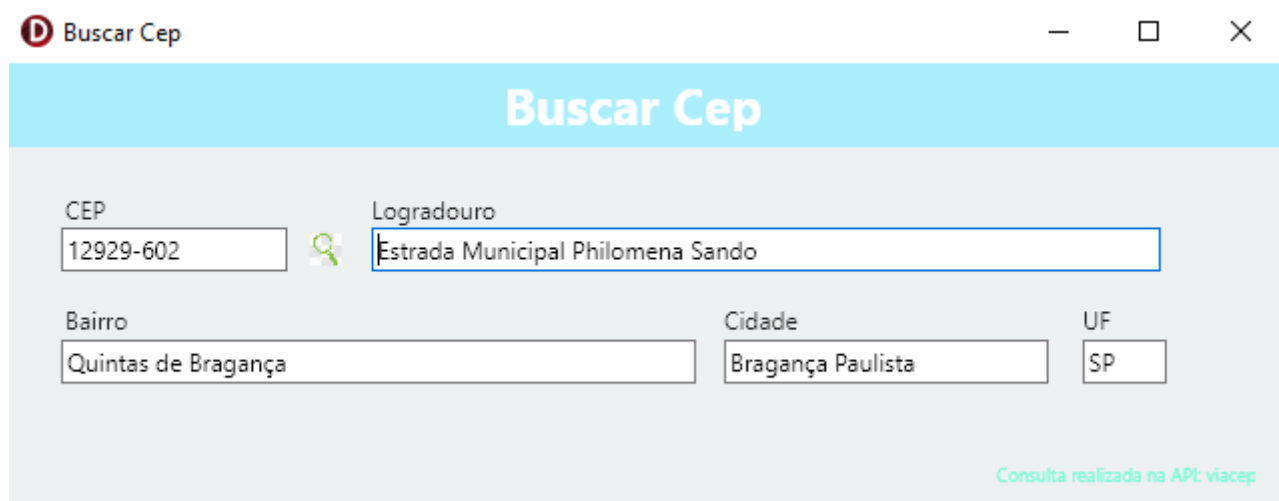 Buscar Cep
Buscar Cep
CEP
Logradouro
12929-602
Estrada Municipal Philomena Sando
Bairro
Cidade
UF
Quintas de Bragança
Bragança Paulista
SP
Consulta realizada na API: viacep